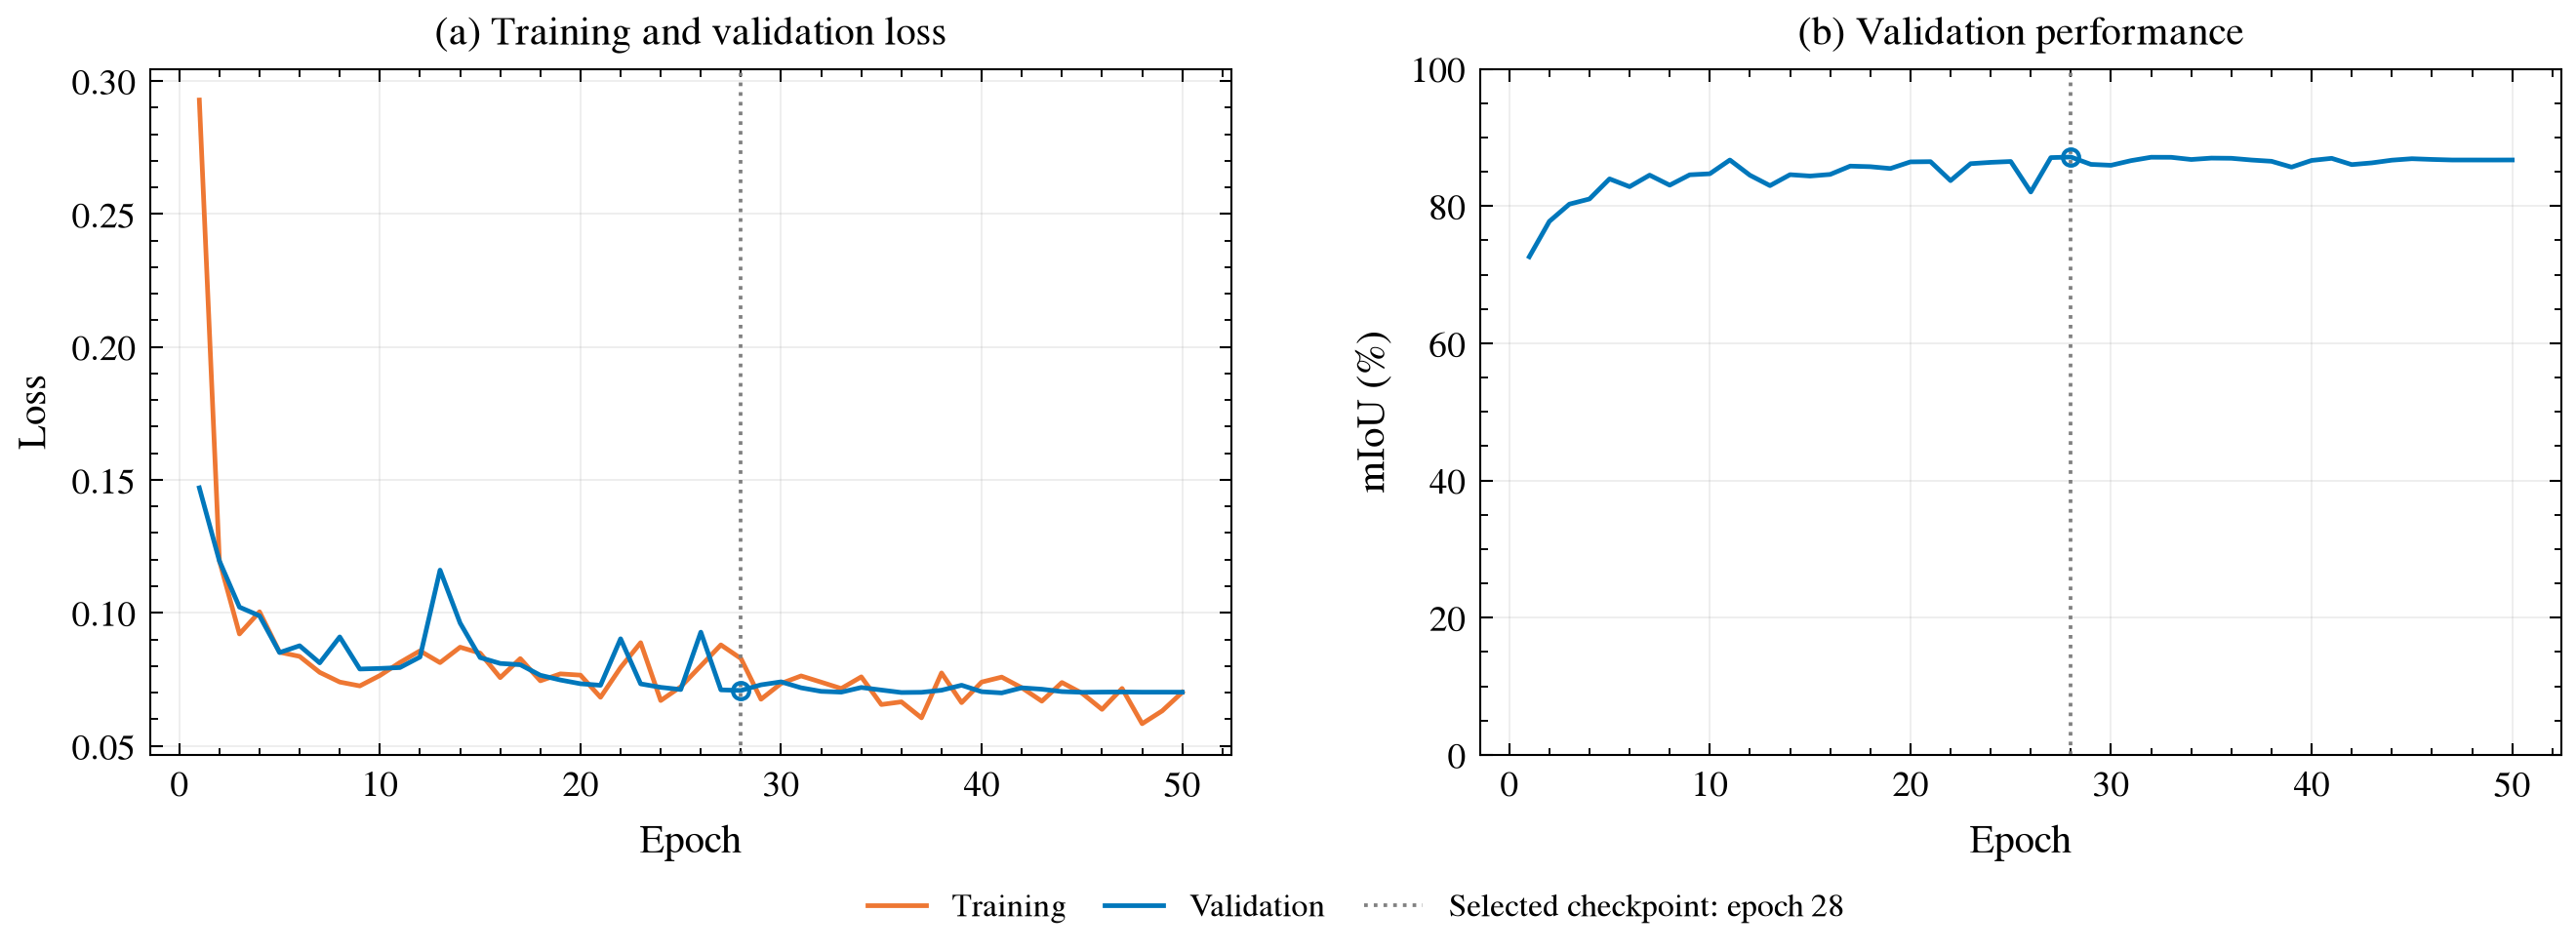 (a) Training and validation loss
0.30
0.25
0.20
0.15
0.10
0.05
Loss
0 10 20 30 40 50
Epoch
(b) Validation performance
100
80
60
40
20
0
mIoU (%)
0 10 20 30 40 50
Epoch
Training Validation Selected checkpoint: epoch 28